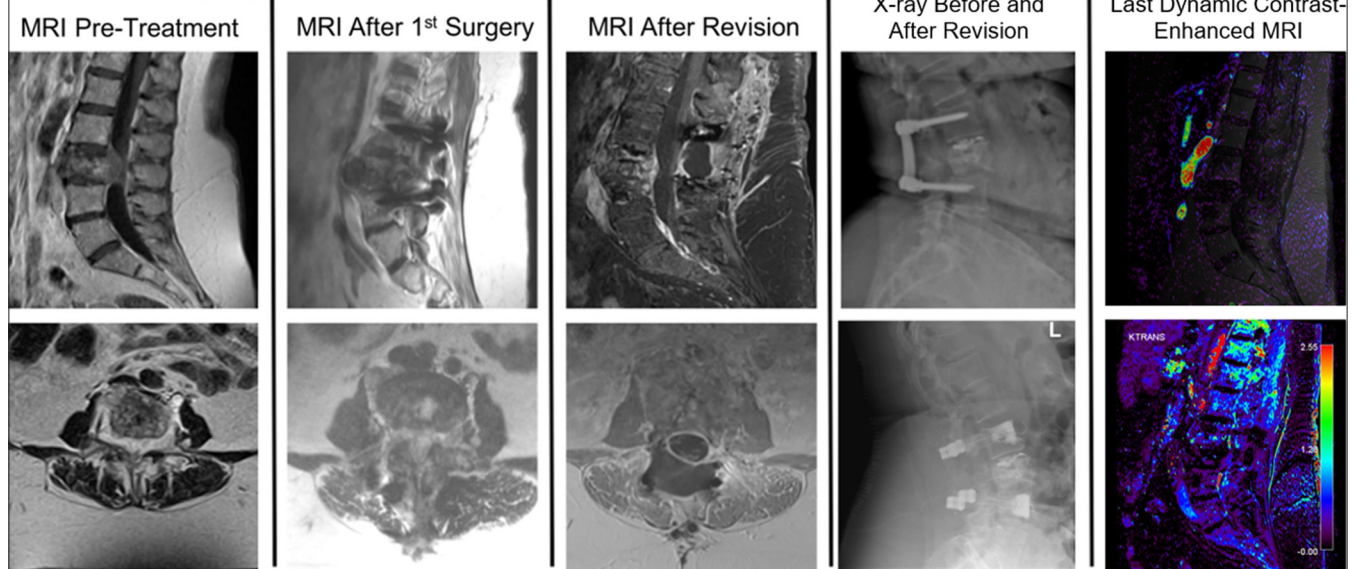 MRI Pre-Treatment
MRI After 1st Surgery
MRI After Revision
X-ray Before and
After Revision
Last Dynamic Contrast-
Enhanced MRI
L
KTRANS
2.55
-0.00